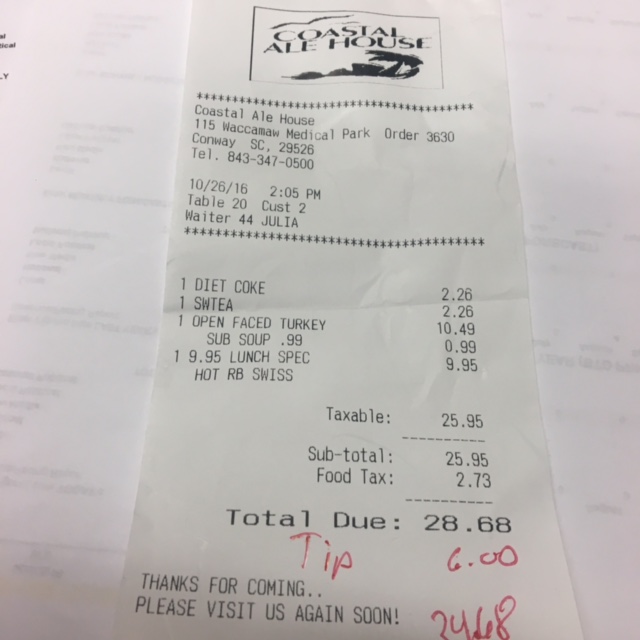 al
tical
LY
COASTAL
ALE HOUSE
****************************************
Coastal Ale House
115 Waccamaw Medical Park Order 3630
Conway SC, 29526
Tel. 843-347-0500
10/26/16 2:05 PM
Table 20 Cust 2
Waiter 44 JULIA
****************************************
1 DIET COKE 2.26
1 SWTEA 2.26
1 OPEN FACED TURKEY 10.49
SUB SOUP .99 0.99
1 9.95 LUNCH SPEC 9.95
HOT RB SWISS
Taxable: 25.95
----------
Sub-total: 25.95
Food Tax: 2.73
----------
Total Due: 28.68
Tip 6.00
THANKS FOR COMING..
PLEASE VISIT US AGAIN SOON!